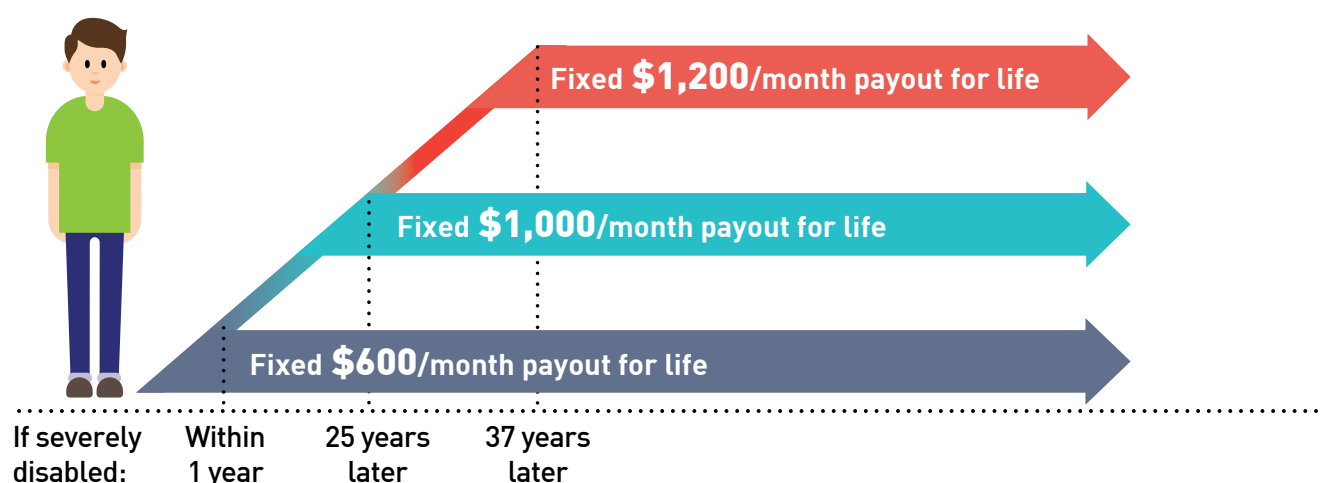 Fixed $1,200/month payout for life
Fixed $1,000/month payout for life
Fixed $600/month payout for life
If severely
disabled:
Within
1 year
25 years
later
37 years
later